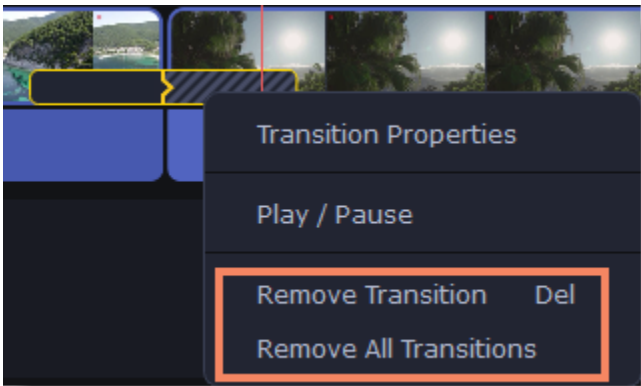 Transition Properties
Play / Pause
Remove Transition Del
Remove All Transitions